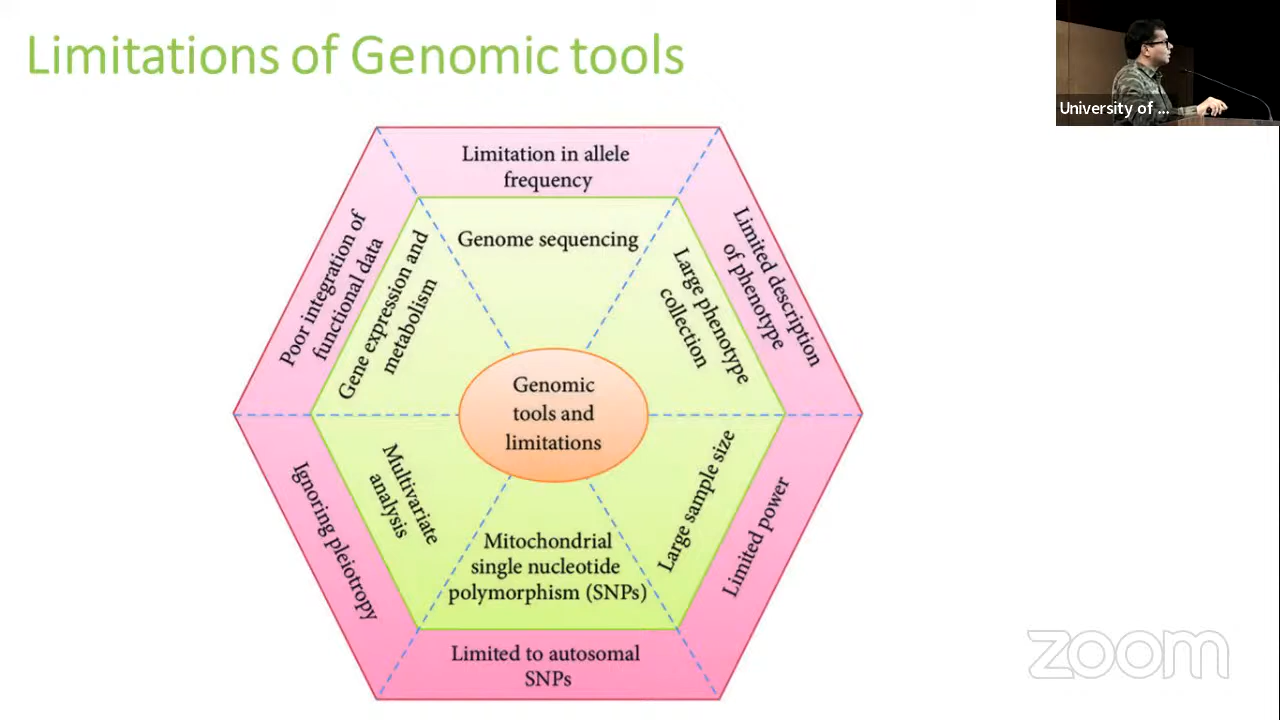 Limitations of Genomic tools
University of ...
Limitation in allele
frequency
Genome sequencing
Limited description
of phenotype
Large phenotype
collection
Poor integration of
functional data
Gene expression and
metabolism
Genomic
tools and
limitations
Multivariate
analysis
Ignoring pleiotropy
Large sample size
Limited power
Mitochondrial
single nucleotide
polymorphism (SNPs)
Limited to autosomal
SNPs
zoom